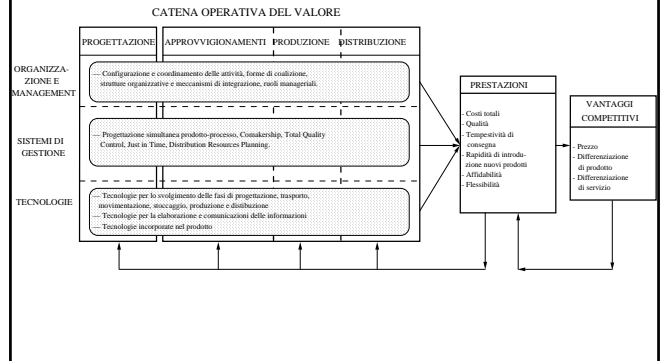 CATENA OPERATIVA DEL VALORE
PROGETTAZIONE APPROVVIGIONAMENTI PRODUZIONE DISTRIBUZIONE
ORGANIZZA-
ZIONE E
MANAGEMENT
— Configurazione e coordinamento delle attività, forme di coalizione,
strutture organizzative e meccanismi di integrazione, ruoli manageriali.
SISTEMI DI
GESTIONE
— Progettazione simultanea prodotto-processo, Comakership, Total Quality
Control, Just in Time, Distribution Resources Planning.
TECNOLOGIE
— Tecnologie per lo svolgimento delle fasi di progettazione, trasporto,
movimentazione, stoccaggio, produzione e distibuzione
— Tecnologie per la elaborazione e comunicazioni delle informazioni
— Tecnologie incorporate nel prodotto
PRESTAZIONI
- Costi totali
- Qualità
- Tempestività di
consegna
- Rapidità di introdu-
zione nuovi prodotti
- Affidabilità
- Flessibilità
VANTAGGI
COMPETITIVI
- Prezzo
- Differenziazione
di prodotto
- Differenziazione
di servizio